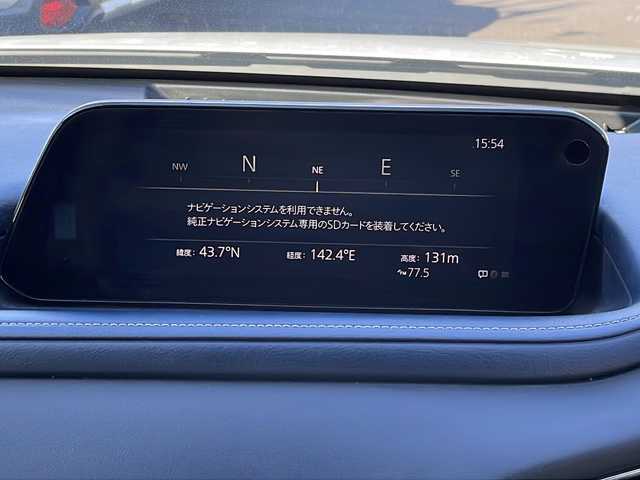 15:54
NW N NE E SE
ナビゲーションシステムを利用できません。
純正ナビゲーションシステム専用のSDカードを装着してください。
緯度: 43.7°N 経度: 142.4°E 高度: 131m
FM 77.5